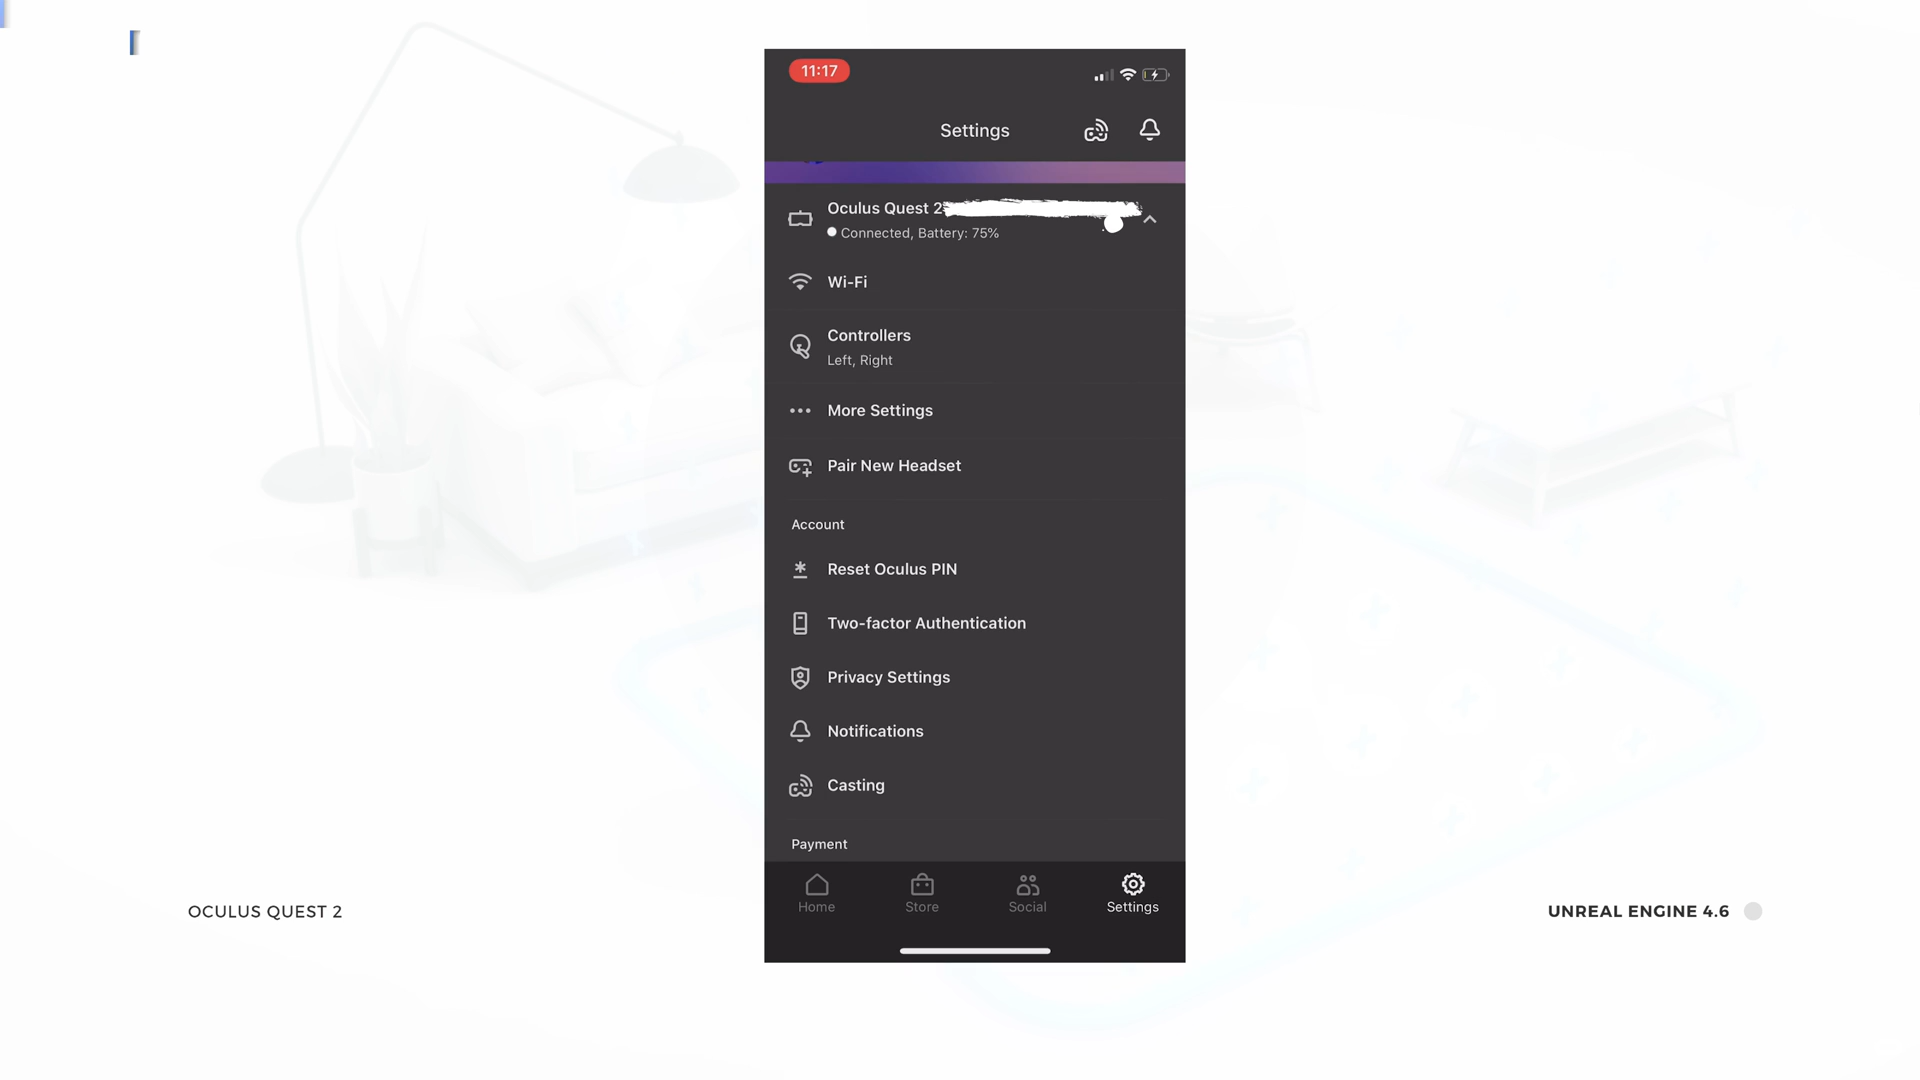 11:17
Settings
Oculus Quest 2
Connected, Battery: 75%
Wi-Fi
Controllers
Left, Right
More Settings
Pair New Headset
Account
Reset Oculus PIN
Two-factor Authentication
Privacy Settings
Notifications
Casting
Payment
Home
Store
Social
Settings
OCULUS QUEST 2
UNREAL ENGINE 4.6